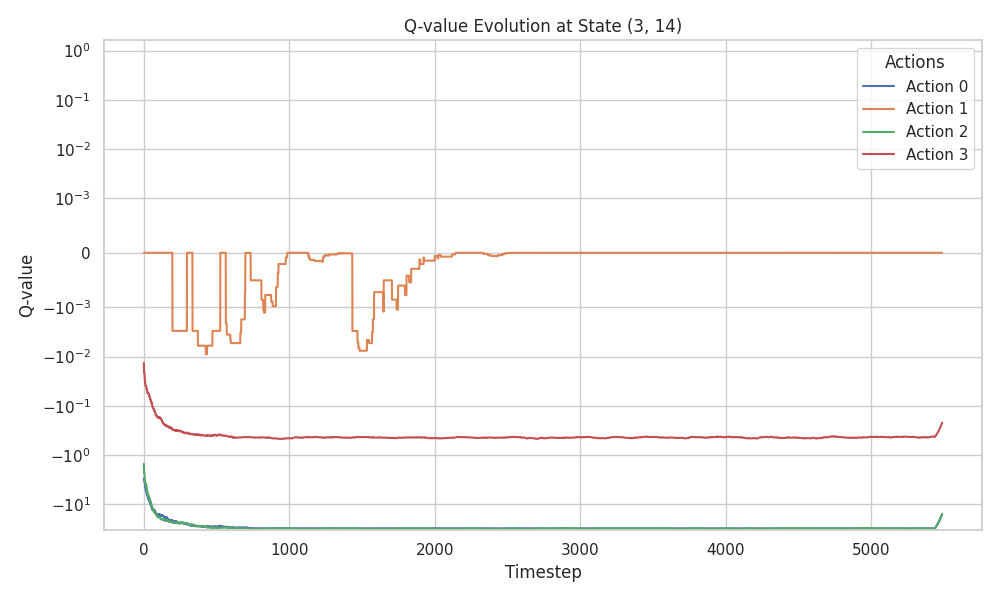 Q-value Evolution at State (3, 14)
Q-value
10⁰
10⁻¹
10⁻²
10⁻³
0
−10⁻³
−10⁻²
−10⁻¹
−10⁰
−10¹
Actions
Action 0
Action 1
Action 2
Action 3
0 1000 2000 3000 4000 5000
Timestep